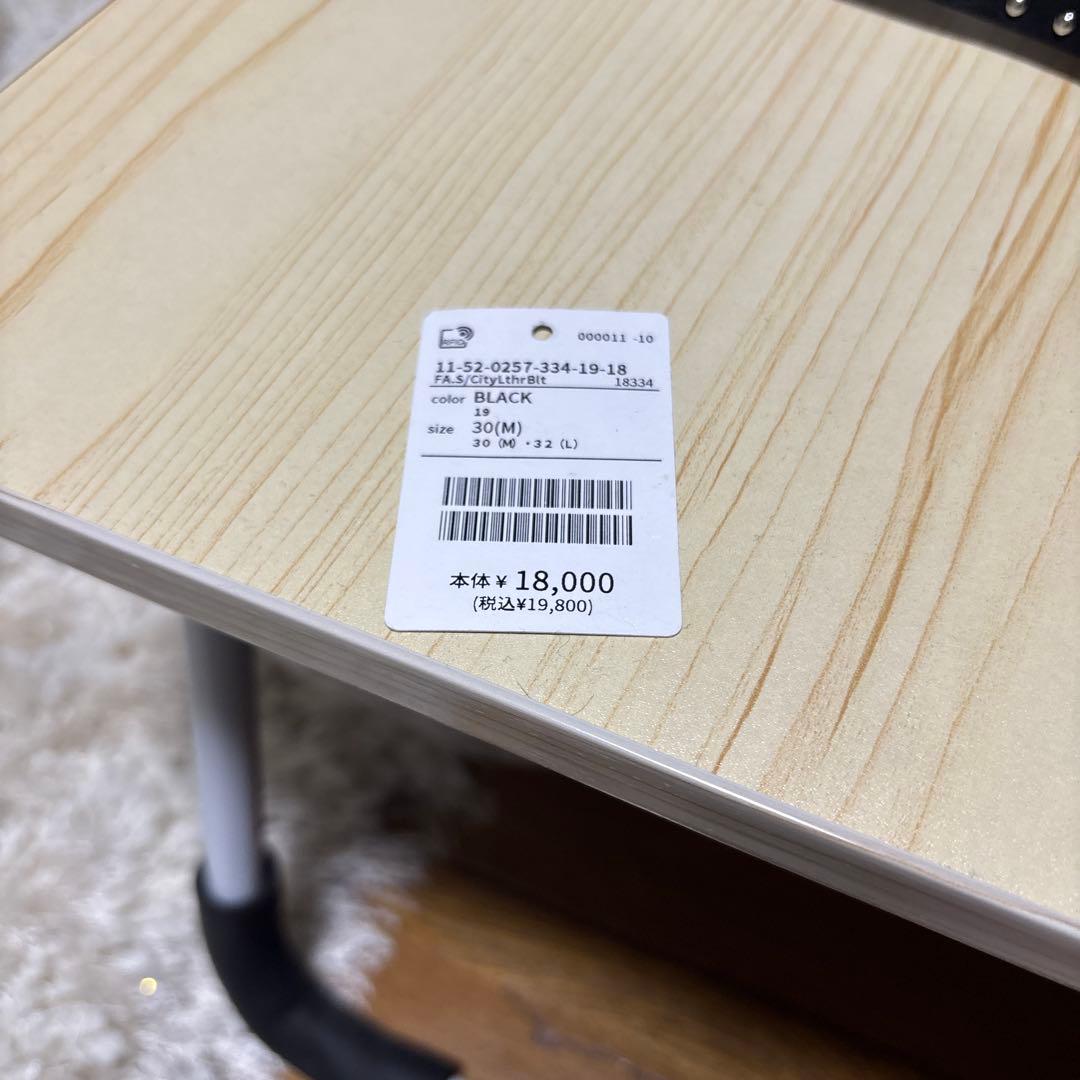 RFID
000011 -10
11-52-0257-334-19-18
FA.S/CityLthrBlt 18334
color BLACK
19
size 30(M)
30 (M) ・32 (L)
本体¥ 18,000
(税込¥19,800)